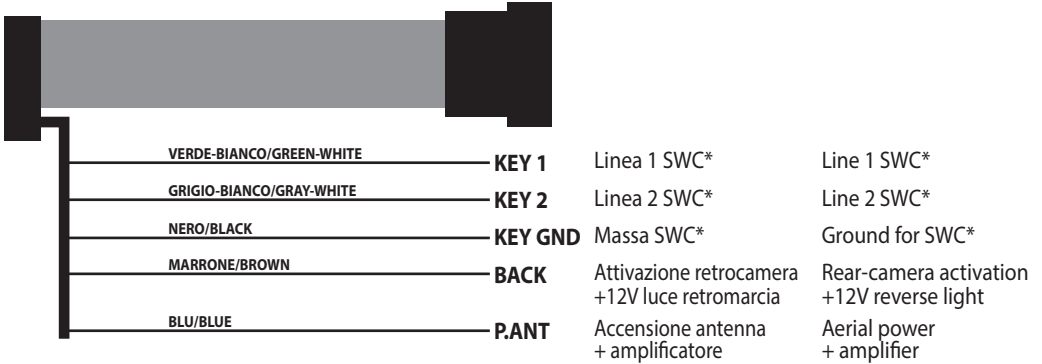 VERDE-BIANCO/GREEN-WHITE KEY 1 Linea 1 SWC* Line 1 SWC*
GRIGIO-BIANCO/GRAY-WHITE KEY 2 Linea 2 SWC* Line 2 SWC*
NERO/BLACK KEY GND Massa SWC* Ground for SWC*
MARRONE/BROWN BACK Attivazione retrocamera Rear-camera activation
+12V luce retromarcia +12V reverse light
BLU/BLUE P.ANT Accensione antenna Aerial power
+ amplificatore + amplifier